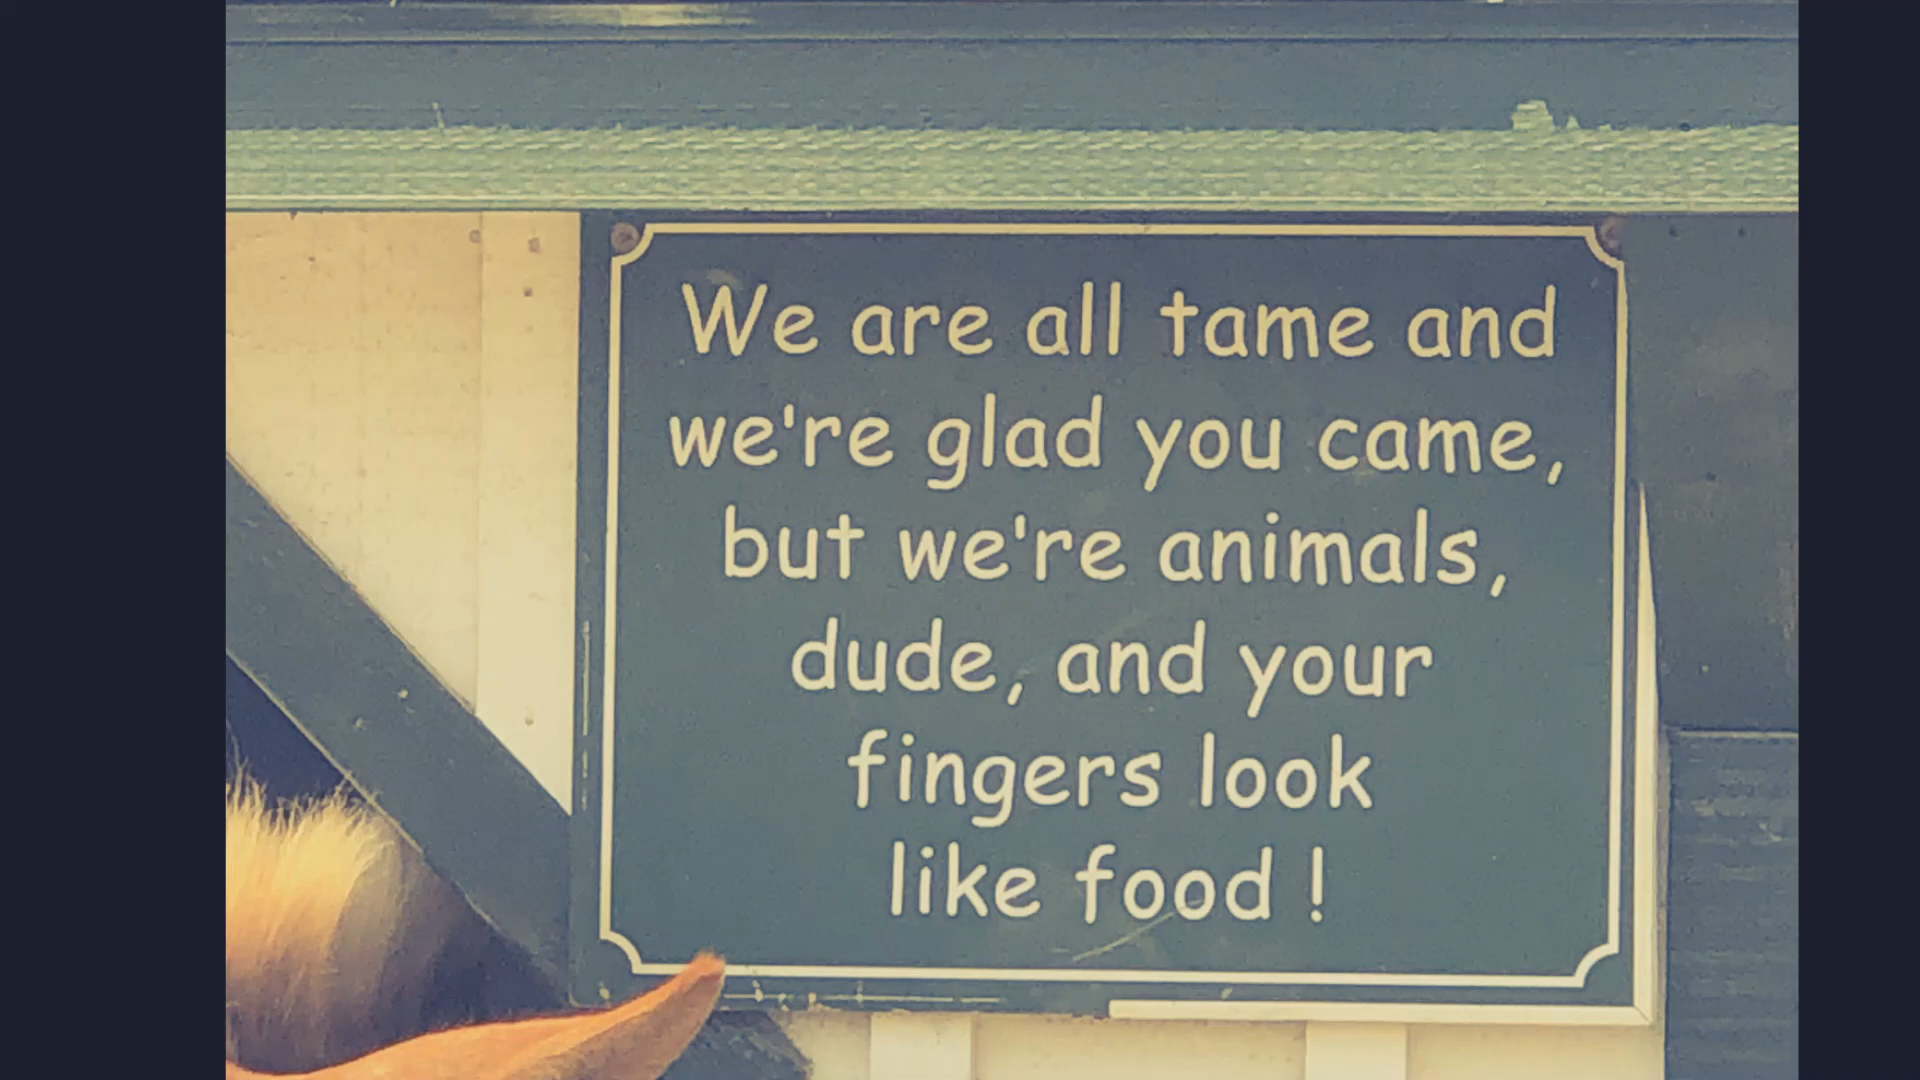 We are all tame and
we're glad you came,
but we're animals,
dude, and your
fingers look
like food !